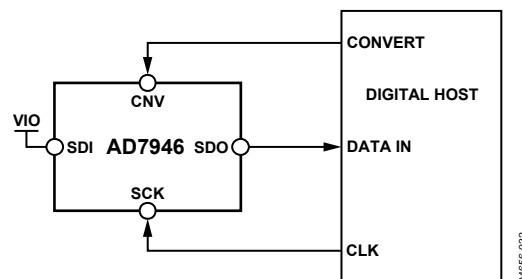 CONVERT
CNV
DIGITAL HOST
VIO
SDI AD7946 SDO
DATA IN
SCK
CLK